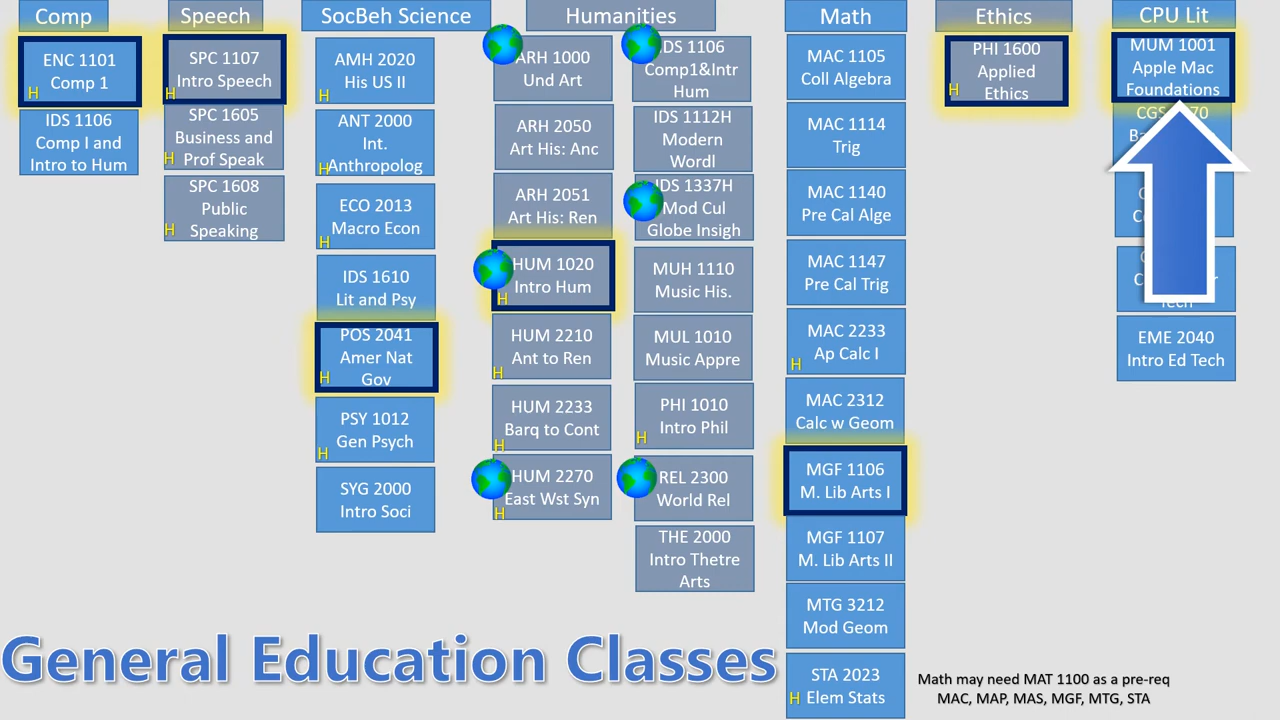 Comp
ENC 1101
Comp 1
H
IDS 1106
Comp I and
Intro to Hum
Speech
SPC 1107
Intro Speech
H
SPC 1605
Business and
Prof Speak
H
SPC 1608
Public
Speaking
H
SocBeh Science
AMH 2020
His US II
H
ANT 2000
Int.
Anthropolog
H
ECO 2013
Macro Econ
H
IDS 1610
Lit and Psy
POS 2041
Amer Nat
Gov
H
PSY 1012
Gen Psych
H
SYG 2000
Intro Soci
Humanities
ARH 1000
Und Art
ARH 2050
Art His: Anc
ARH 2051
Art His: Ren
HUM 1020
Intro Hum
H
HUM 2210
Ant to Ren
H
HUM 2233
Barq to Cont
H
HUM 2270
East Wst Syn
H
IDS 1106
Comp1&Intr
Hum
IDS 1112H
Modern
Wordl
IDS 1337H
Mod Cul
Globe Insigh
MUH 1110
Music His.
MUL 1010
Music Appre
PHI 1010
Intro Phil
H
REL 2300
World Rel
THE 2000
Intro Thetre
Arts
Math
MAC 1105
Coll Algebra
MAC 1114
Trig
MAC 1140
Pre Cal Alge
MAC 1147
Pre Cal Trig
MAC 2233
Ap Calc I
H
MAC 2312
Calc w Geom
MGF 1106
M. Lib Arts I
MGF 1107
M. Lib Arts II
MTG 3212
Mod Geom
STA 2023
Elem Stats
H
Ethics
PHI 1600
Applied
Ethics
H
CPU Lit
MUM 1001
Apple Mac
Foundations
CGS
Tech
EME 2040
Intro Ed Tech
General Education Classes
Math may need MAT 1100 as a pre-req
MAC, MAP, MAS, MGF, MTG, STA